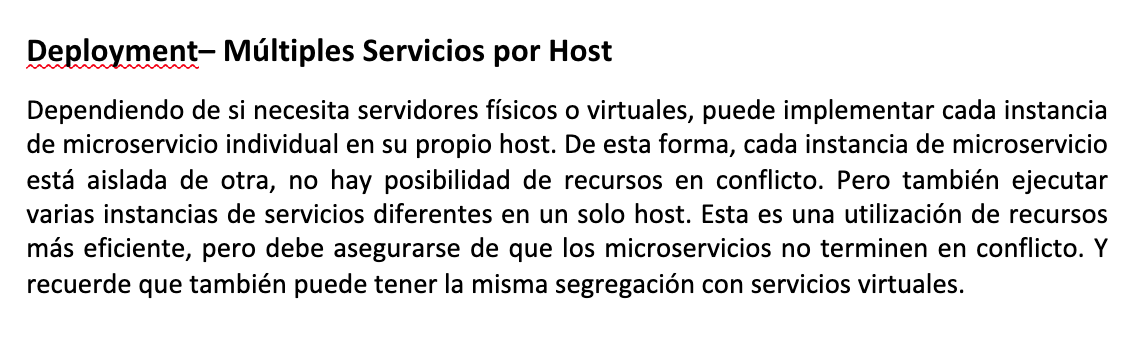 Deployment– Múltiples Servicios por Host
Dependiendo de si necesita servidores físicos o virtuales, puede implementar cada instancia
de microservicio individual en su propio host. De esta forma, cada instancia de microservicio
está aislada de otra, no hay posibilidad de recursos en conflicto. Pero también ejecutar
varias instancias de servicios diferentes en un solo host. Esta es una utilización de recursos
más eficiente, pero debe asegurarse de que los microservicios no terminen en conflicto. Y
recuerde que también puede tener la misma segregación con servicios virtuales.